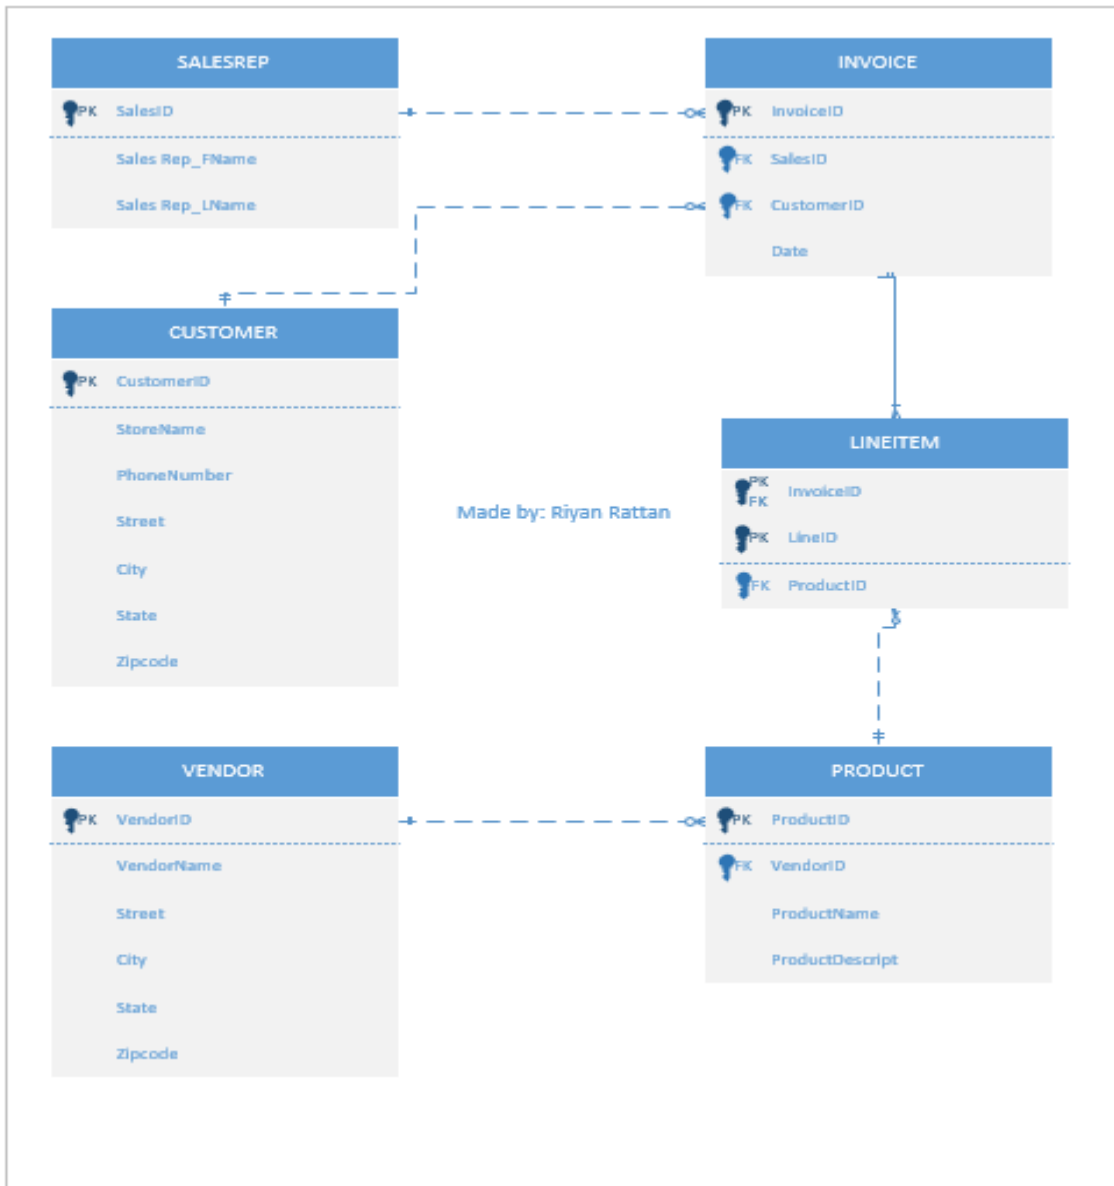 SALESREP
PK SalesID
Sales Rep_FName
Sales Rep_LName
INVOICE
PK InvoiceID
FK SalesID
FK CustomerID
Date
CUSTOMER
PK CustomerID
StoreName
PhoneNumber
Street
City
State
Zipcode
Made by: Riyan Rattan
LINEITEM
PK
FK InvoiceID
PK LineID
FK ProductID
VENDOR
PK VendorID
VendorName
Street
City
State
Zipcode
PRODUCT
PK ProductID
FK VendorID
ProductName
ProductDescript